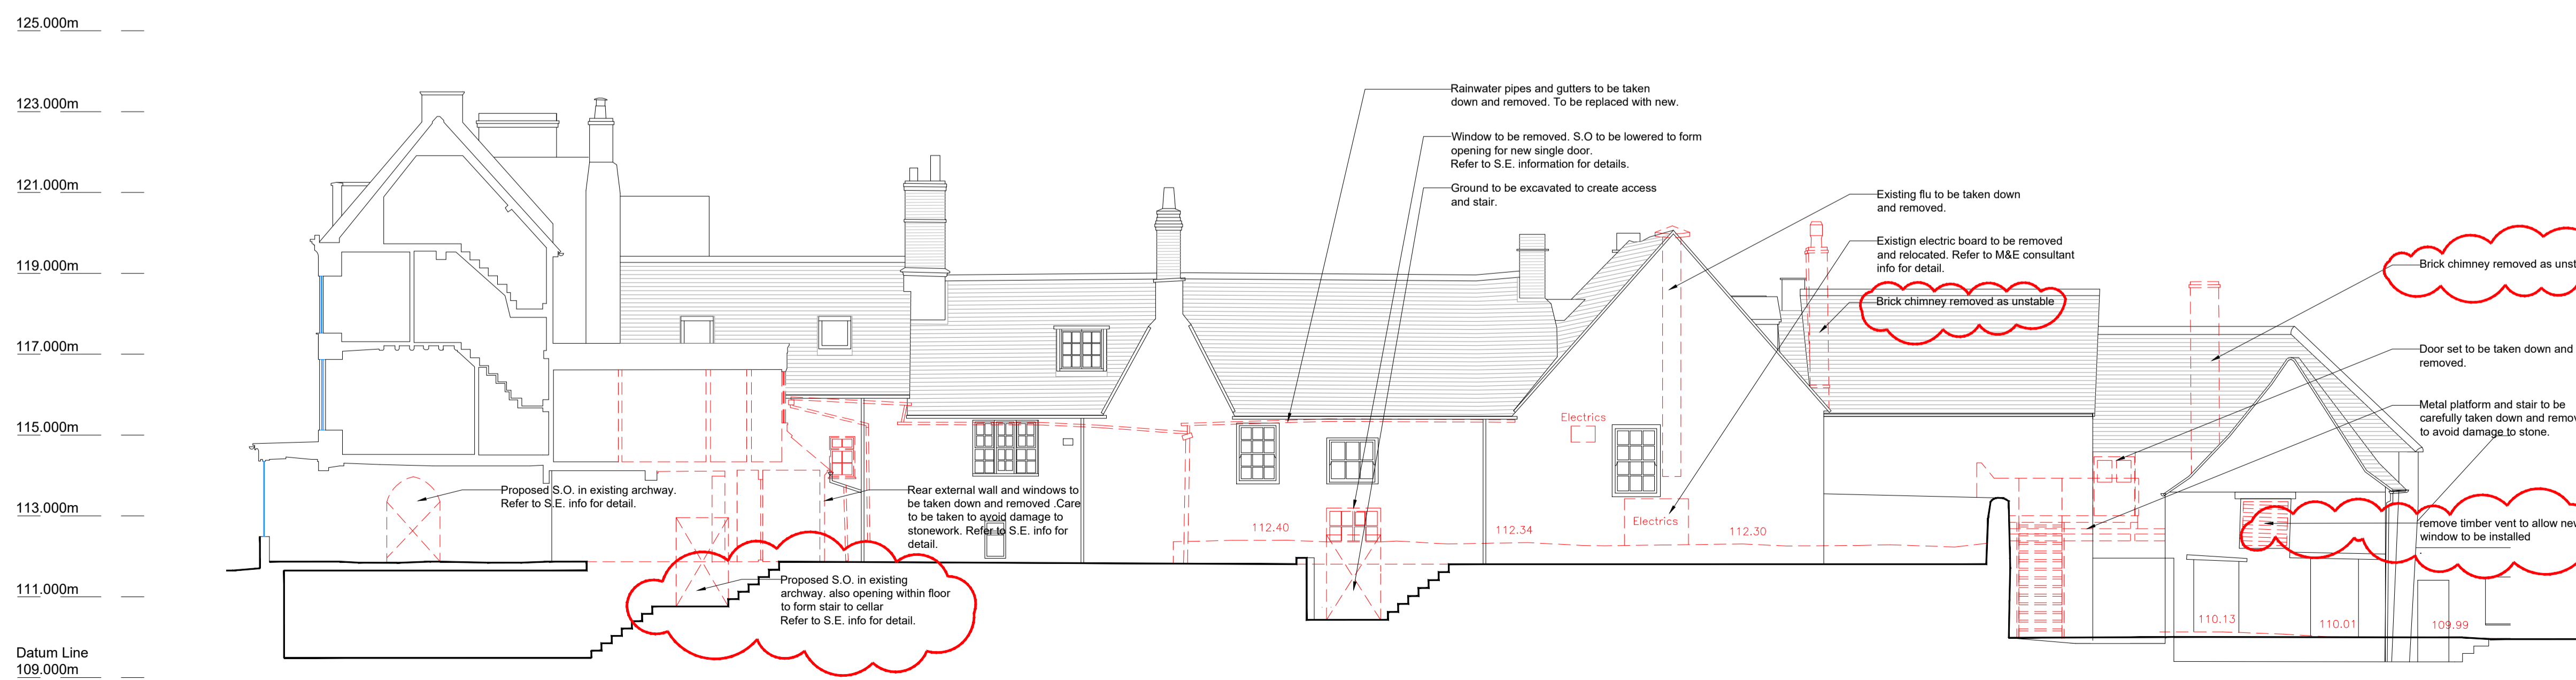 125.000m
123.000m
121.000m
119.000m
117.000m
115.000m
113.000m
111.000m
Datum Line
109.000m
Rainwater pipes and gutters to be taken
down and removed. To be replaced with new.
Window to be removed. S.O to be lowered to form
opening for new single door.
Refer to S.E. information for details.
Ground to be excavated to create access
and stair.
Existing flu to be taken down
and removed.
Existign electric board to be removed
and relocated. Refer to M&E consultant
info for detail.
Brick chimney removed as unstable
Brick chimney removed as
Door set to be taken down and
removed.
Metal platform and stair to be
carefully taken down and
to avoid damage to stone.
remove timber vent to allow
window to be installed
Proposed S.O. in existing archway.
Refer to S.E. info for detail.
Rear external wall and windows to
be taken down and removed .Care
to be taken to avoid damage to
stonework. Refer to S.E. info for
detail.
Proposed S.O. in existing
archway. also opening within floor
to form stair to cellar
Refer to S.E. info for detail.
Electrics
Electrics
112.40
112.34
112.30
110.13
110.01
109.99